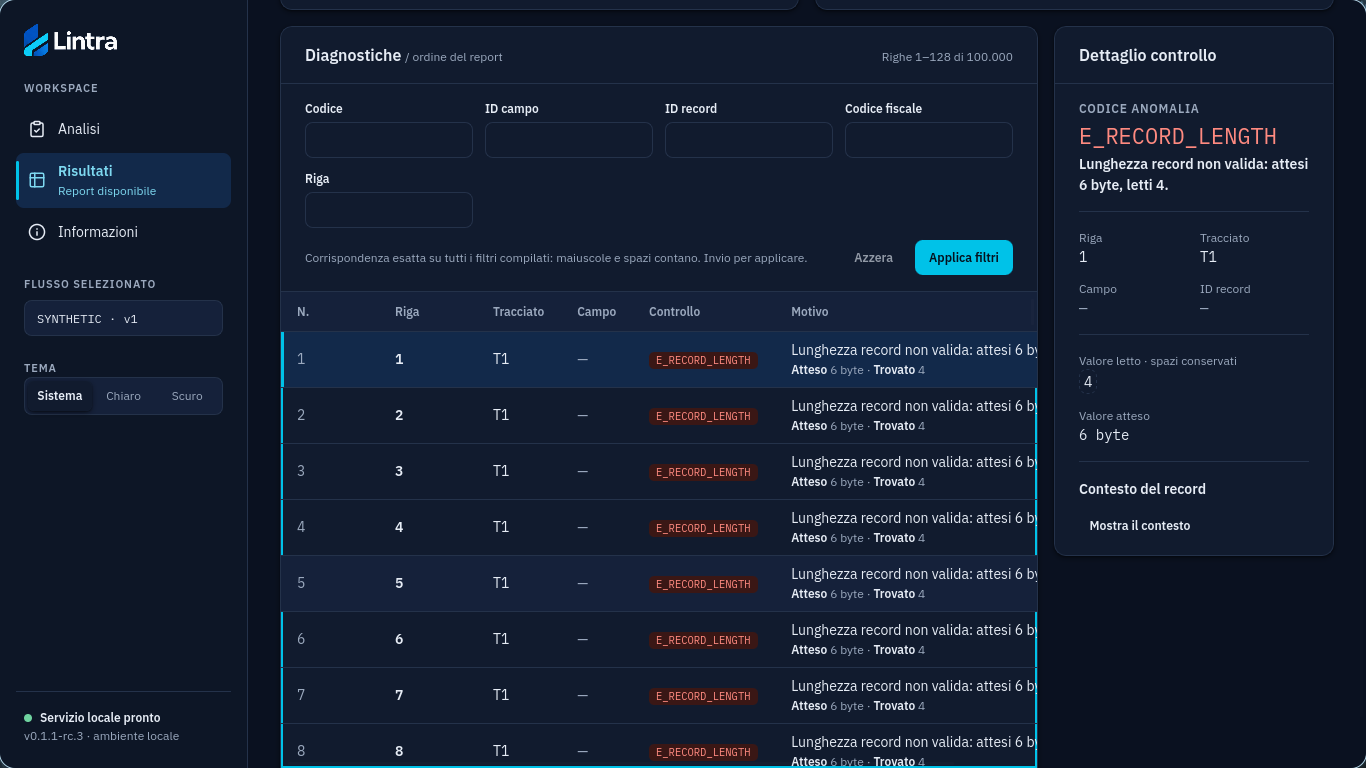 Lintra
WORKSPACE
Analisi
Risultati
Report disponibile
Informazioni
FLUSSO SELEZIONATO
SYNTHETIC · v1
TEMA
Sistema Chiaro Scuro
Servizio locale pronto
v0.1.1-rc.3 · ambiente locale
Diagnostiche / ordine del report Righe 1–128 di 100.000
Codice ID campo ID record Codice fiscale
Riga
Corrispondenza esatta su tutti i filtri compilati: maiuscole e spazi contano. Invio per applicare. Azzera Applica filtri
N. Riga Tracciato Campo Controllo Motivo
1 1 T1 — E_RECORD_LENGTH Lunghezza record non valida: attesi 6 by
Atteso 6 byte · Trovato 4
2 2 T1 — E_RECORD_LENGTH Lunghezza record non valida: attesi 6 by
Atteso 6 byte · Trovato 4
3 3 T1 — E_RECORD_LENGTH Lunghezza record non valida: attesi 6 by
Atteso 6 byte · Trovato 4
4 4 T1 — E_RECORD_LENGTH Lunghezza record non valida: attesi 6 by
Atteso 6 byte · Trovato 4
5 5 T1 — E_RECORD_LENGTH Lunghezza record non valida: attesi 6 by
Atteso 6 byte · Trovato 4
6 6 T1 — E_RECORD_LENGTH Lunghezza record non valida: attesi 6 by
Atteso 6 byte · Trovato 4
7 7 T1 — E_RECORD_LENGTH Lunghezza record non valida: attesi 6 by
Atteso 6 byte · Trovato 4
8 8 T1 — E_RECORD_LENGTH Lunghezza record non valida: attesi 6 by
Atteso 6 byte · Trovato 4
Dettaglio controllo
CODICE ANOMALIA
E_RECORD_LENGTH
Lunghezza record non valida: attesi
6 byte, letti 4.
Riga Tracciato
1 T1
Campo ID record
— —
Valore letto · spazi conservati
4
Valore atteso
6 byte
Contesto del record
Mostra il contesto